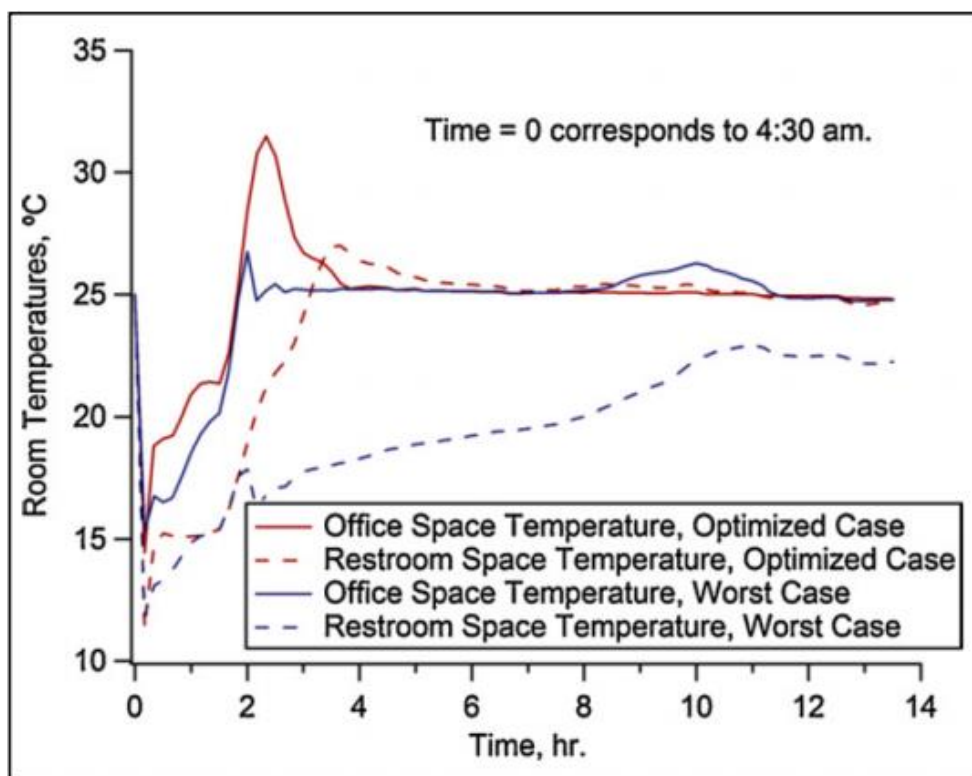 35
Time = 0 corresponds to 4:30 am.
30
25
20
15
10
Room Temperatures, ºC
Office Space Temperature, Optimized Case
Restroom Space Temperature, Optimized Case
Office Space Temperature, Worst Case
Restroom Space Temperature, Worst Case
0 2 4 6 8 10 12 14
Time, hr.